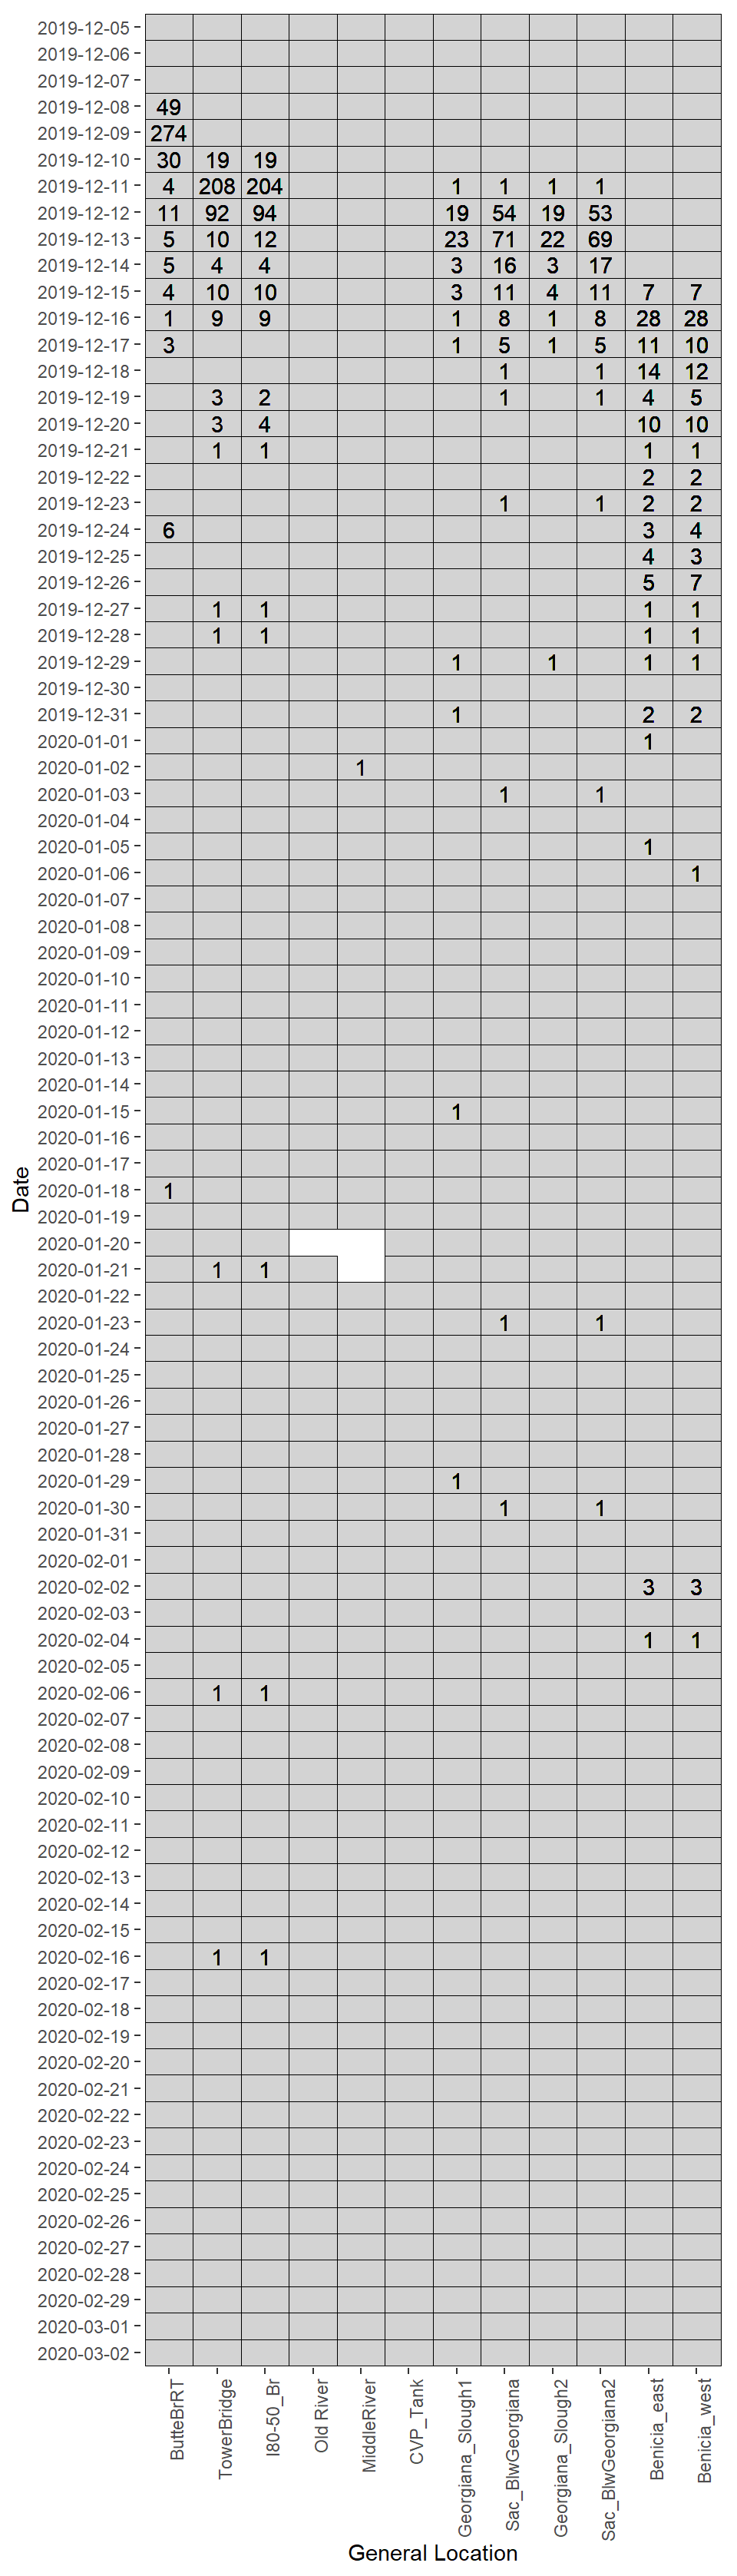 2019-12-05
2019-12-06
2019-12-07
2019-12-08 49
2019-12-09 274
2019-12-10 30 19 19
2019-12-11 4 208 204 1 1 1 1
2019-12-12 11 92 94 19 54 19 53
2019-12-13 5 10 12 23 71 22 69
2019-12-14 5 4 4 3 16 3 17
2019-12-15 4 10 10 3 11 4 11 7 7
2019-12-16 1 9 9 1 8 1 8 28 28
2019-12-17 3 1 5 1 5 11 10
2019-12-18 1 1 14 12
2019-12-19 3 2 1 1 4 5
2019-12-20 3 4 10 10
2019-12-21 1 1 1 1
2019-12-22 2 2
2019-12-23 1 1 2 2
2019-12-24 6 3 4
2019-12-25 4 3
2019-12-26 5 7
2019-12-27 1 1 1 1
2019-12-28 1 1 1 1
2019-12-29 1 1 1 1
2019-12-30
2019-12-31 1 2 2
2020-01-01 1
2020-01-02 1
2020-01-03 1 1
2020-01-04
2020-01-05 1
2020-01-06 1
2020-01-07
2020-01-08
2020-01-09
2020-01-10
2020-01-11
2020-01-12
2020-01-13
2020-01-14
2020-01-15 1
2020-01-16
2020-01-17
2020-01-18 1
2020-01-19
2020-01-20
2020-01-21 1 1
2020-01-22
2020-01-23 1 1
2020-01-24
2020-01-25
2020-01-26
2020-01-27
2020-01-28
2020-01-29 1
2020-01-30 1 1
2020-01-31
2020-02-01
2020-02-02 3 3
2020-02-03
2020-02-04 1 1
2020-02-05
2020-02-06 1 1
2020-02-07
2020-02-08
2020-02-09
2020-02-10
2020-02-11
2020-02-12
2020-02-13
2020-02-14
2020-02-15
2020-02-16 1 1
2020-02-17
2020-02-18
2020-02-19
2020-02-20
2020-02-21
2020-02-22
2020-02-23
2020-02-24
2020-02-25
2020-02-26
2020-02-27
2020-02-28
2020-02-29
2020-03-01
2020-03-02
Date
ButteBrRT
TowerBridge
I80-50_Br
Old River
MiddleRiver
CVP_Tank
Georgiana_Slough1
Sac_BlwGeorgiana
Georgiana_Slough2
Sac_BlwGeorgiana2
Benicia_east
Benicia_west
General Location